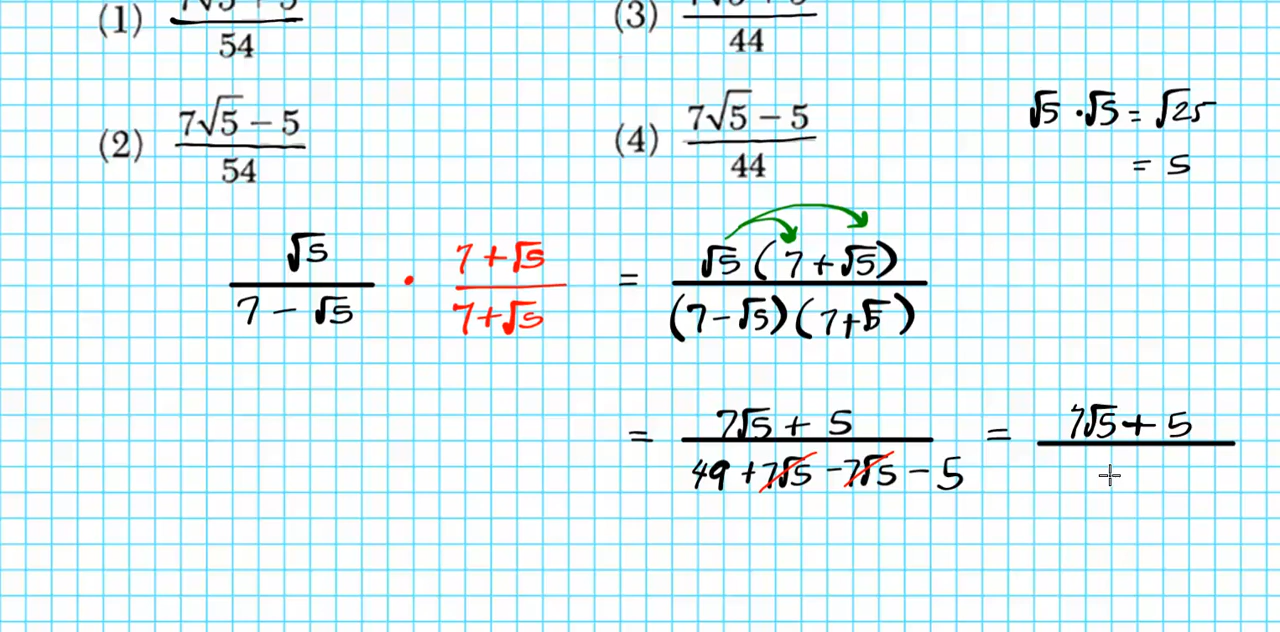 (1) 54 (3) 44
(2) (7√5 − 5)/54 (4) (7√5 − 5)/44
√5 · √5 = √25
= 5
√5/(7 − √5) · (7 + √5)/(7 + √5) = √5 (7 + √5)/((7 − √5)(7 + √5))
= (7√5 + 5)/(49 + 7√5 − 7√5 − 5) = 7√5 + 5